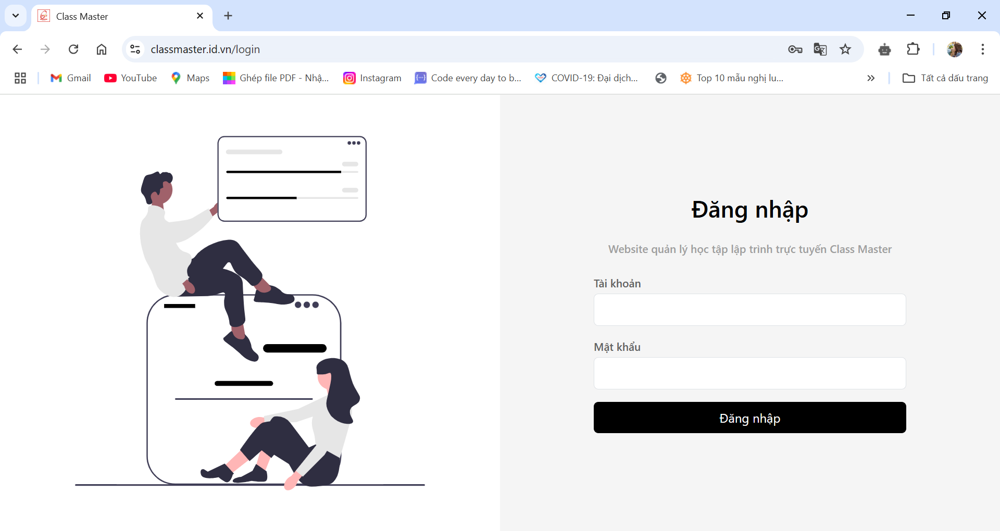 Class Master
classmaster.id.vn/login
Gmail
YouTube
Maps
Ghép file PDF - Nhậ...
Instagram
Code every day to b...
COVID-19: Đại dịch...
Top 10 mẫu nghị lu...
Tất cả dấu trang
Đăng nhập
Website quản lý học tập lập trình trực tuyến Class Master
Tài khoản
Mật khẩu
Đăng nhập